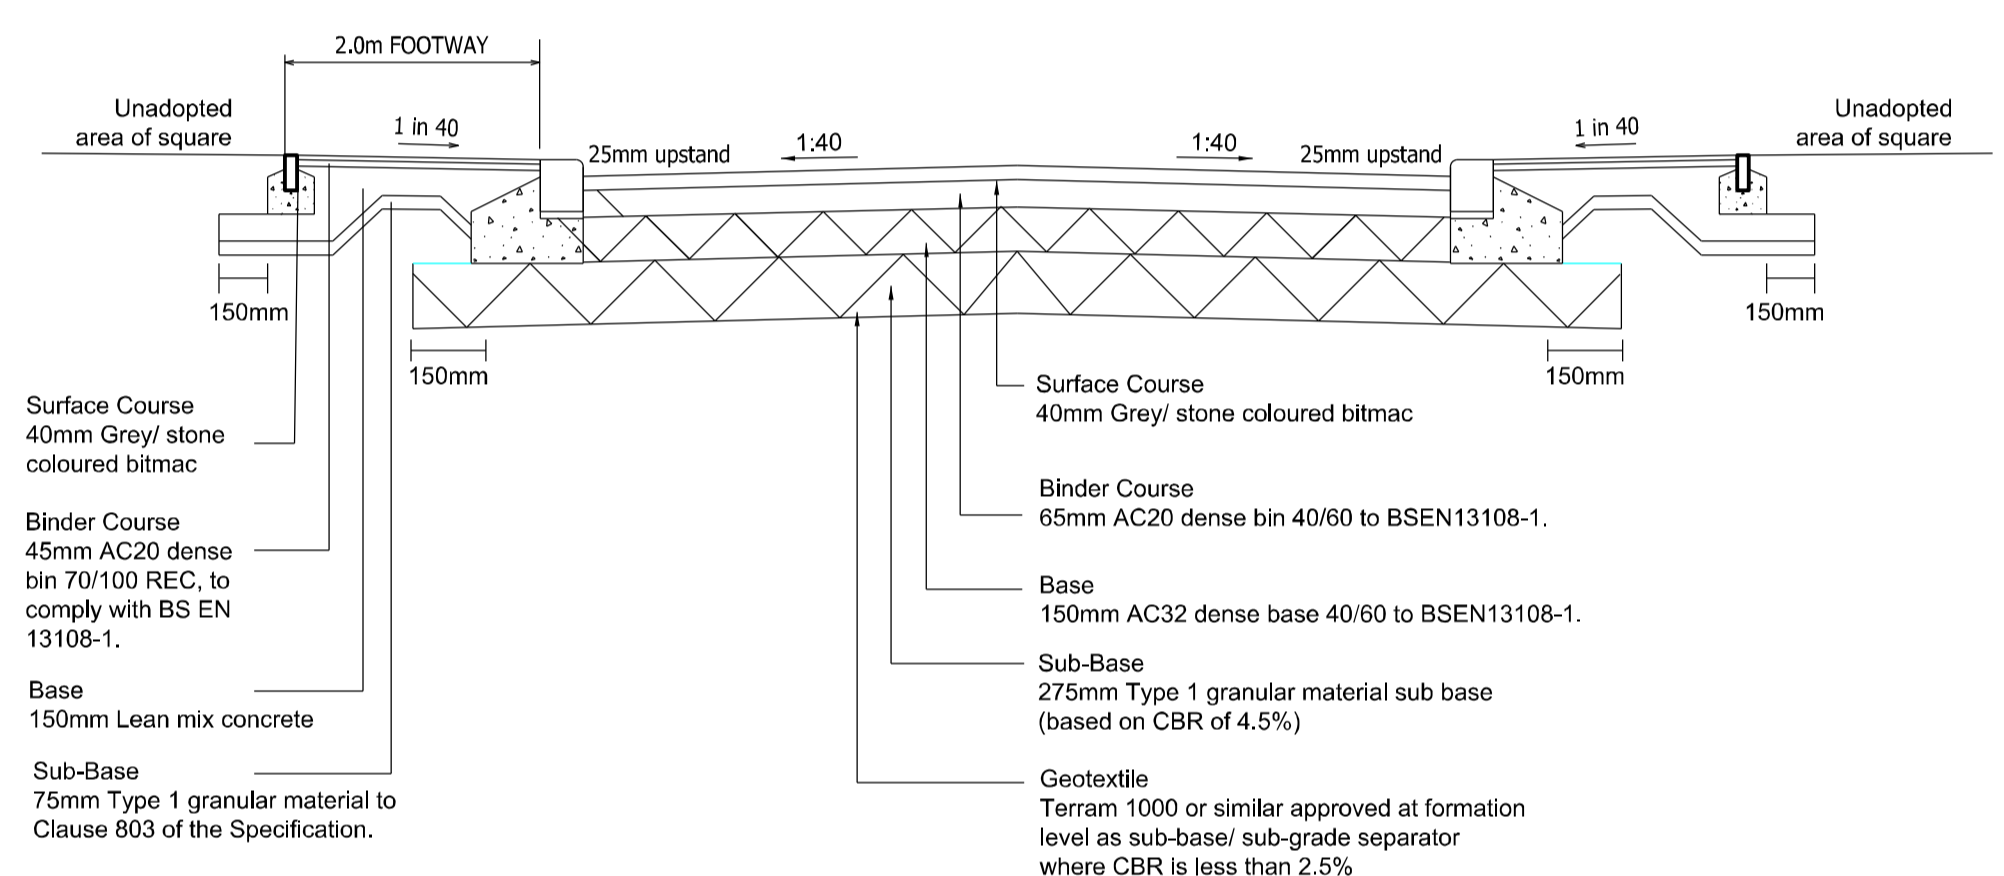 2.0m FOOTWAY
Unadopted
area of square
1 in 40
25mm upstand
1:40
1:40
25mm upstand
1 in 40
Unadopted
area of square
150mm
150mm
150mm
150mm
Surface Course
40mm Grey/ stone
coloured bitmac
Binder Course
45mm AC20 dense
bin 70/100 REC, to
comply with BS EN
13108-1.
Base
150mm Lean mix concrete
Sub-Base
75mm Type 1 granular material to
Clause 803 of the Specification.
Surface Course
40mm Grey/ stone coloured bitmac
Binder Course
65mm AC20 dense bin 40/60 to BSEN13108-1.
Base
150mm AC32 dense base 40/60 to BSEN13108-1.
Sub-Base
275mm Type 1 granular material sub base
(based on CBR of 4.5%)
Geotextile
Terram 1000 or similar approved at formation
level as sub-base/ sub-grade separator
where CBR is less than 2.5%